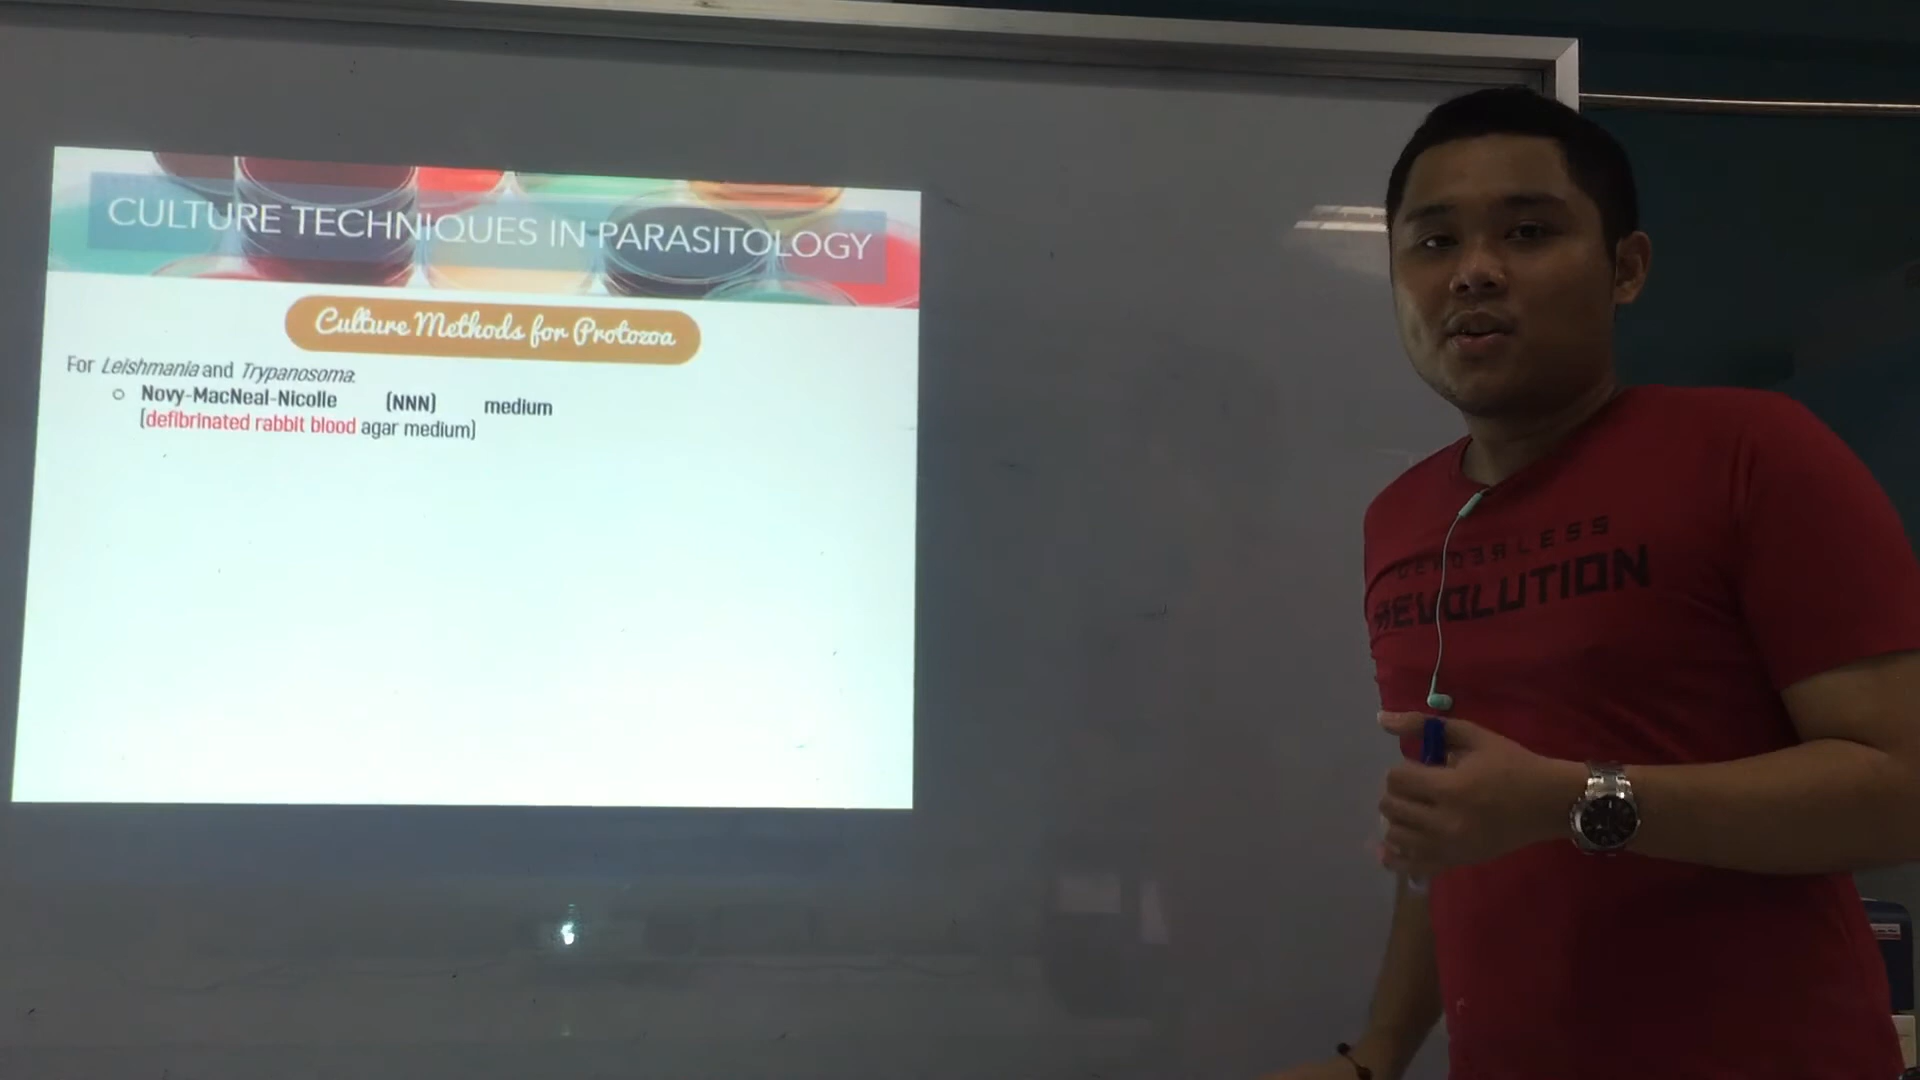 CULTURE TECHNIQUES IN PARASITOLOGY
Culture Methods for Protozoa
For Leishmania and Trypanosoma:
○ Novy-MacNeal-Nicolle (NNN) medium
(defibrinated rabbit blood agar medium)
REVOLUTION